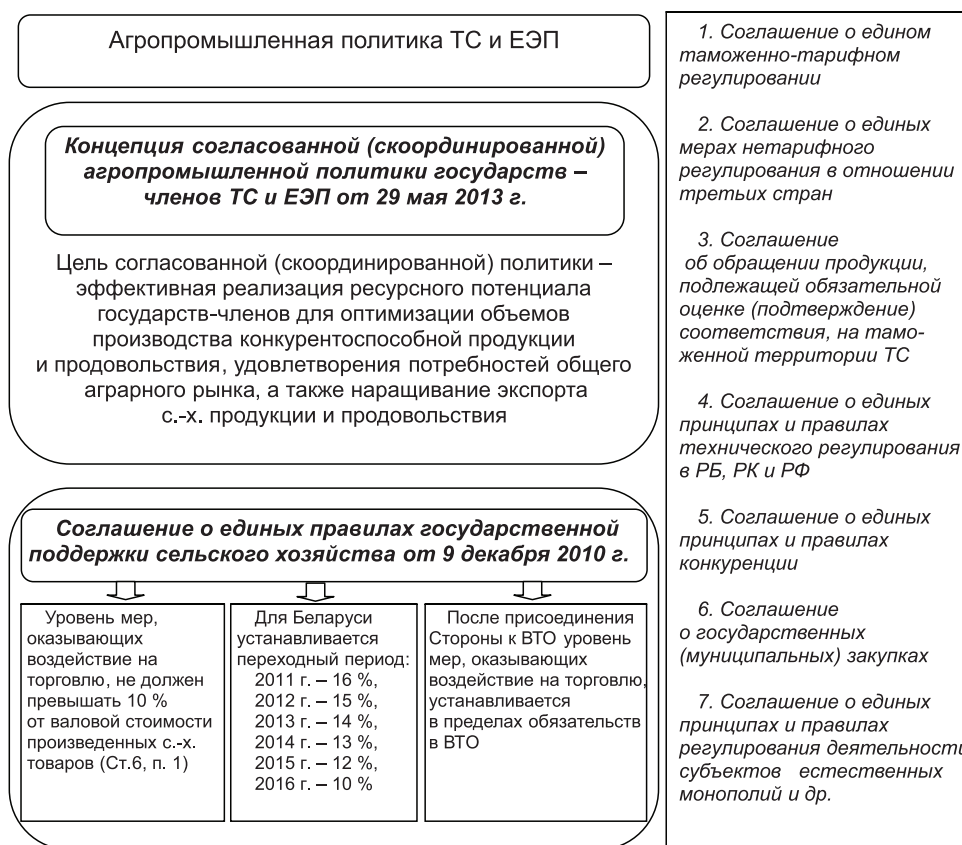 Агропромышленная политика ТС и ЕЭП
Концепция согласованной (скоординированной)
агропромышленной политики государств –
членов ТС и ЕЭП от 29 мая 2013 г.
Цель согласованной (скоординированной) политики –
эффективная реализация ресурсного потенциала
государств-членов для оптимизации объемов
производства конкурентоспособной продукции
и продовольствия, удовлетворения потребностей общего
аграрного рынка, а также наращивание экспорта
с.-х. продукции и продовольствия
Соглашение о единых правилах государственной
поддержки сельского хозяйства от 9 декабря 2010 г.
Уровень мер,
оказывающих
воздействие на
торговлю, не должен
превышать 10 %
от валовой стоимости
произведенных с.-х.
товаров (Ст.6, п. 1)
Для Беларуси
устанавливается
переходный период:
2011 г. – 16 %,
2012 г. – 15 %,
2013 г. – 14 %,
2014 г. – 13 %,
2015 г. – 12 %,
2016 г. – 10 %
После присоединения
Стороны к ВТО уровень
мер, оказывающих
воздействие на торговлю,
устанавливается
в пределах обязательств
в ВТО
1. Соглашение о едином
таможенно-тарифном
регулировании
2. Соглашение о единых
мерах нетарифного
регулирования в отношении
третьих стран
3. Соглашение
об обращении продукции,
подлежащей обязательной
оценке (подтверждение)
соответствия, на тамо-
женной территории ТС
4. Соглашение о единых
принципах и правилах
технического регулирования
в РБ, РК и РФ
5. Соглашение о единых
принципах и правилах
конкуренции
6. Соглашение
о государственных
(муниципальных) закупках
7. Соглашение о единых
принципах и правилах
регулирования деятельности
субъектов естественных
монополий и др.